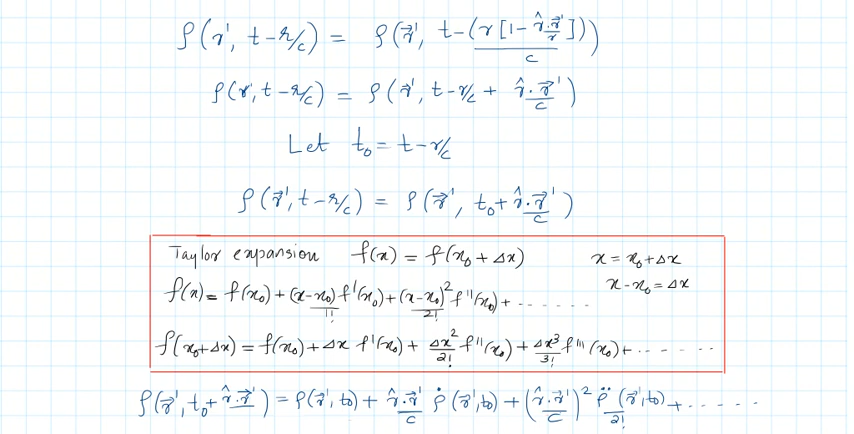 ρ(r', t-𝓇/c) = ρ(r⃗', t-(r[1-r̂·r⃗'/r])/c)
ρ(r', t-𝓇/c) = ρ(r⃗', t-r/c + r̂·r⃗'/c)
Let t₀ = t-r/c
ρ(r⃗', t-𝓇/c) = ρ(r⃗', t₀+r̂·r⃗'/c)
Taylor expansion f(x) = f(x₀+Δx) x = x₀+Δx
f(x) = f(x₀) + (x-x₀)/1! f'(x₀) + (x-x₀)²/2! f''(x₀) + ....... x-x₀ = Δx
f(x₀+Δx) = f(x₀) + Δx f'(x₀) + Δx²/2! f''(x₀) + Δx³/3! f'''(x₀) + .......
ρ(r⃗', t₀+r̂·r⃗'/) = ρ(r⃗', t₀) + r̂·r⃗'/c ρ̇(r⃗', t₀) + (r̂·r⃗'/c)² ρ̈(r⃗', t₀)/2! + .......